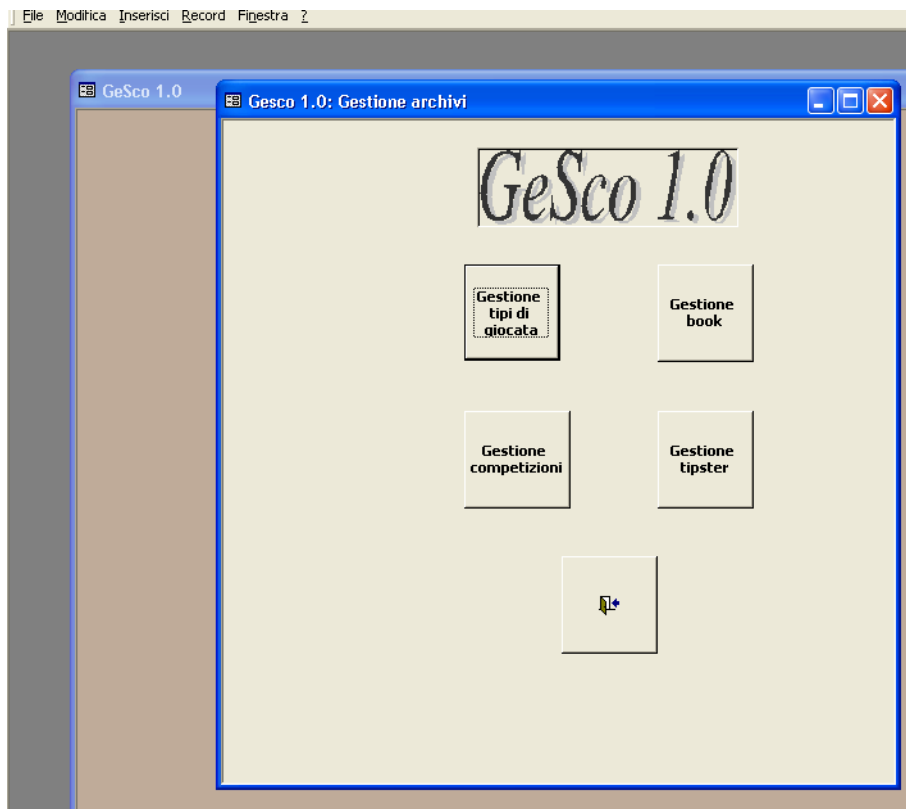 File Modifica Inserisci Record Finestra ?
GeSco 1.0
Gesco 1.0: Gestione archivi
GeSco 1.0
Gestione
tipi di
giocata
Gestione
book
Gestione
competizioni
Gestione
tipster